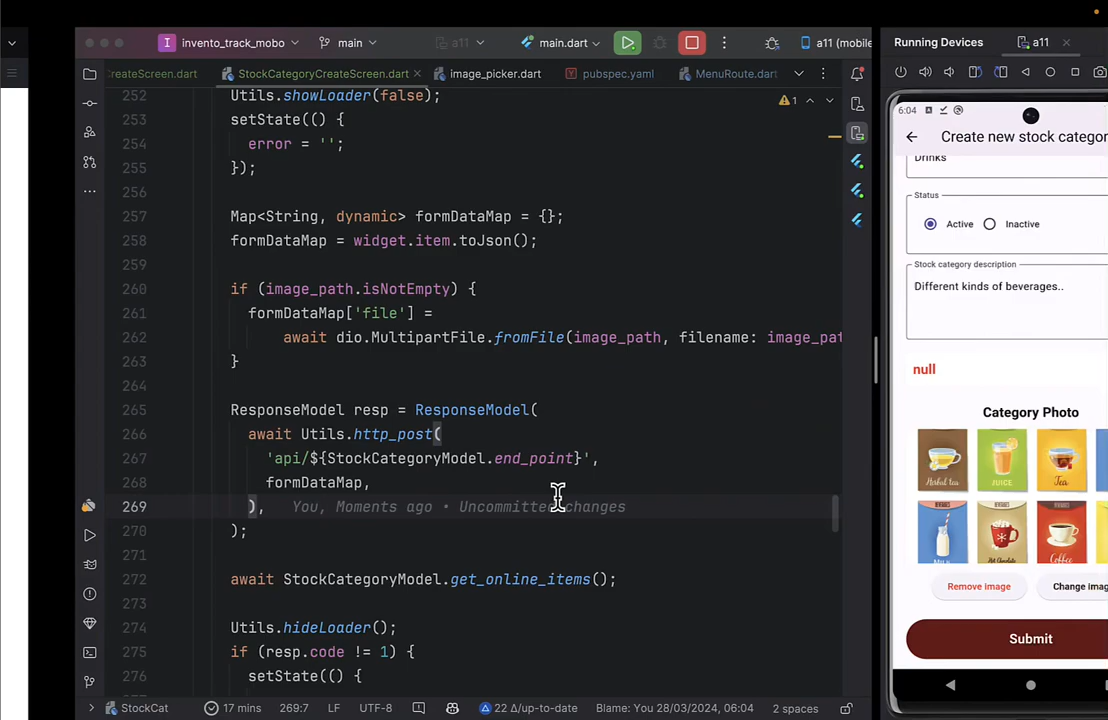 invento_track_mobo
main
a11
main.dart
a11 (mobile
Running Devices
a11
reateScreen.dart
StockCategoryCreateScreen.dart
image_picker.dart
pubspec.yaml
MenuRoute.dart
1
252 Utils.showLoader(false);
253 setState(() {
254 error = '';
255 });
256
257 Map<String, dynamic> formDataMap = {};
258 formDataMap = widget.item.toJson();
259
260 if (image_path.isNotEmpty) {
261 formDataMap['file'] =
262 await dio.MultipartFile.fromFile(image_path, filename: image_pat
263 }
264
265 ResponseModel resp = ResponseModel(
266 await Utils.http_post(
267 'api/${StockCategoryModel.end_point}',
268 formDataMap,
269 ), You, Moments ago • Uncommitted changes
270 );
271
272 await StockCategoryModel.get_online_items();
273
274 Utils.hideLoader();
275 if (resp.code != 1) {
276 setState(() {
StockCat
17 mins
269:7
LF
UTF-8
22 Δ/up-to-date
Blame: You 28/03/2024, 06:04
2 spaces
6:04
Create new stock categor
Drinks
Status
Active
Inactive
Stock category description
Different kinds of beverages..
null
Category Photo
Herbal tea
JUICE
Tea
MILK
Hot Chocolate
Coffee
Remove image
Change imag
Submit